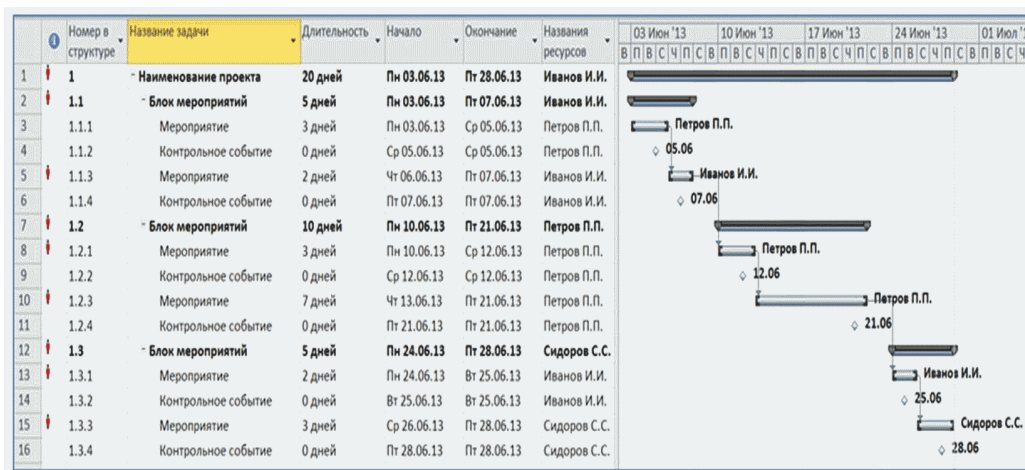 Номер в структуре Название задачи Длительность Начало Окончание Названия ресурсов 03 Июн '13 10 Июн '13 17 Июн '13 24 Июн '13 01 Июл '
В П В С Ч П С В П В С Ч П С В П В С Ч П С В П В С Ч П С В П В С Ч
1 1 Наименование проекта 20 дней Пн 03.06.13 Пт 28.06.13 Иванов И.И.
2 1.1 Блок мероприятий 5 дней Пн 03.06.13 Пт 07.06.13 Иванов И.И.
3 1.1.1 Мероприятие 3 дней Пн 03.06.13 Ср 05.06.13 Петров П.П. Петров П.П.
4 1.1.2 Контрольное событие 0 дней Ср 05.06.13 Ср 05.06.13 Петров П.П. 05.06
5 1.1.3 Мероприятие 2 дней Чт 06.06.13 Пт 07.06.13 Иванов И.И. Иванов И.И.
6 1.1.4 Контрольное событие 0 дней Пт 07.06.13 Пт 07.06.13 Иванов И.И. 07.06
7 1.2 Блок мероприятий 10 дней Пн 10.06.13 Пт 21.06.13 Петров П.П.
8 1.2.1 Мероприятие 3 дней Пн 10.06.13 Ср 12.06.13 Петров П.П. Петров П.П.
9 1.2.2 Контрольное событие 0 дней Ср 12.06.13 Ср 12.06.13 Петров П.П. 12.06
10 1.2.3 Мероприятие 7 дней Чт 13.06.13 Пт 21.06.13 Петров П.П. Петров П.П.
11 1.2.4 Контрольное событие 0 дней Пт 21.06.13 Пт 21.06.13 Петров П.П. 21.06
12 1.3 Блок мероприятий 5 дней Пн 24.06.13 Пт 28.06.13 Сидоров С.С.
13 1.3.1 Мероприятие 2 дней Пн 24.06.13 Вт 25.06.13 Иванов И.И. Иванов И.И.
14 1.3.2 Контрольное событие 0 дней Вт 25.06.13 Вт 25.06.13 Иванов И.И. 25.06
15 1.3.3 Мероприятие 3 дней Ср 26.06.13 Пт 28.06.13 Сидоров С.С. Сидоров С.С.
16 1.3.4 Контрольное событие 0 дней Пт 28.06.13 Пт 28.06.13 Сидоров С.С. 28.06